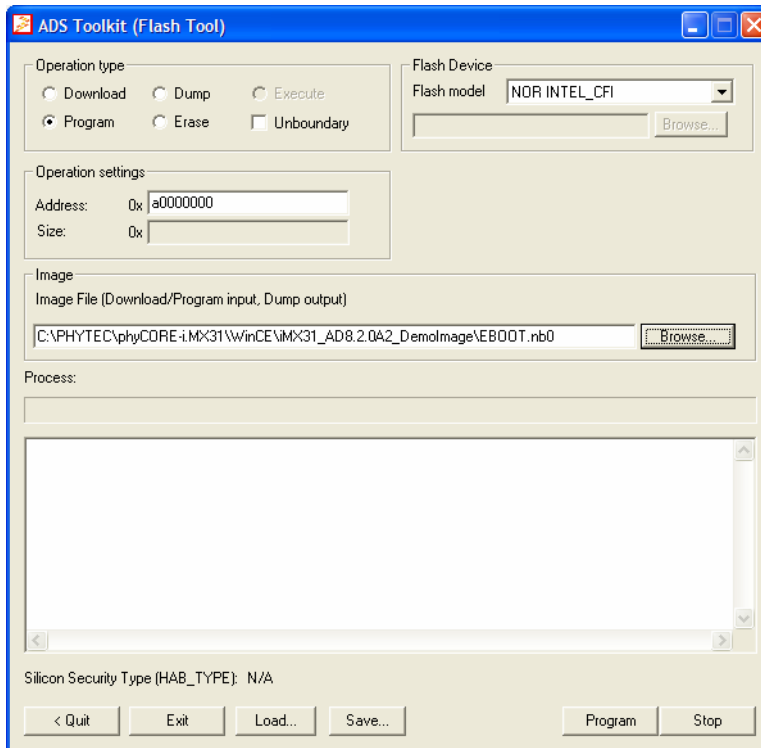 ADS Toolkit (Flash Tool)
Operation type
Download Dump Execute
Program Erase Unboundary
Flash Device
Flash model NOR INTEL_CFI
Browse...
Operation settings
Address: 0x a0000000
Size: 0x
Image
Image File (Download/Program input, Dump output)
C:\PHYTEC\phyCORE-i.MX31\WinCE\iMX31_AD8.2.0A2_DemoImage\EBOOT.nb0 Browse...
Process:
Silicon Security Type (HAB_TYPE): N/A
< Quit Exit Load... Save... Program Stop